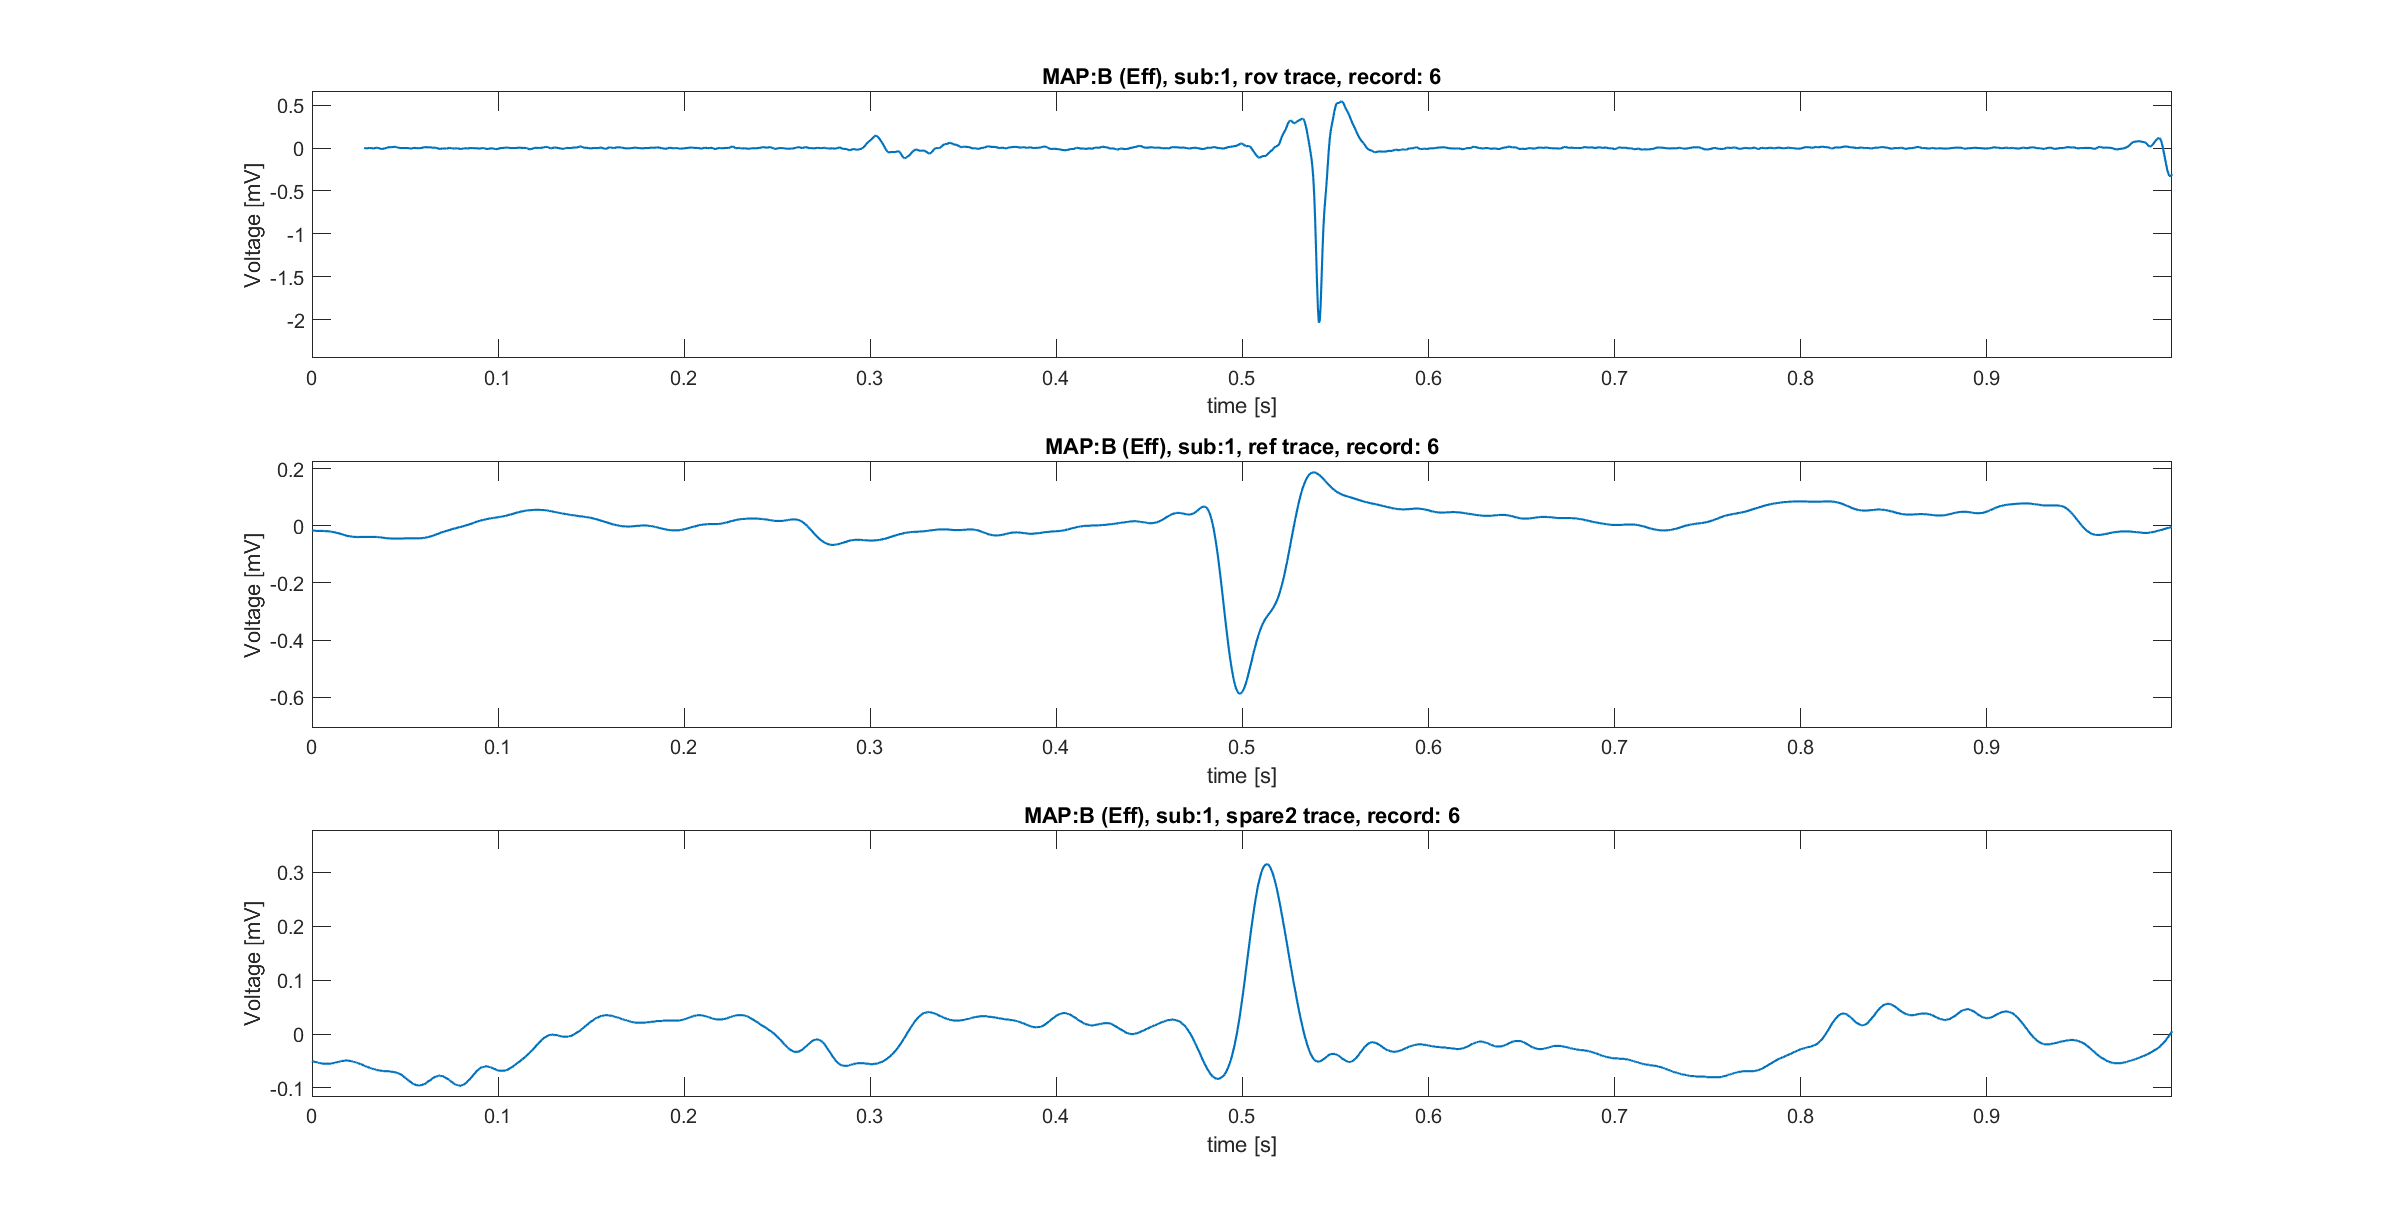 MAP:B (Eff), sub:1, rov trace, record: 6
0.5
0
-0.5
-1
-1.5
-2
Voltage [mV]
0 0.1 0.2 0.3 0.4 0.5 0.6 0.7 0.8 0.9
time [s]
MAP:B (Eff), sub:1, ref trace, record: 6
0.2
0
-0.2
-0.4
-0.6
Voltage [mV]
0 0.1 0.2 0.3 0.4 0.5 0.6 0.7 0.8 0.9
time [s]
MAP:B (Eff), sub:1, spare2 trace, record: 6
0.3
0.2
0.1
0
-0.1
Voltage [mV]
0 0.1 0.2 0.3 0.4 0.5 0.6 0.7 0.8 0.9
time [s]